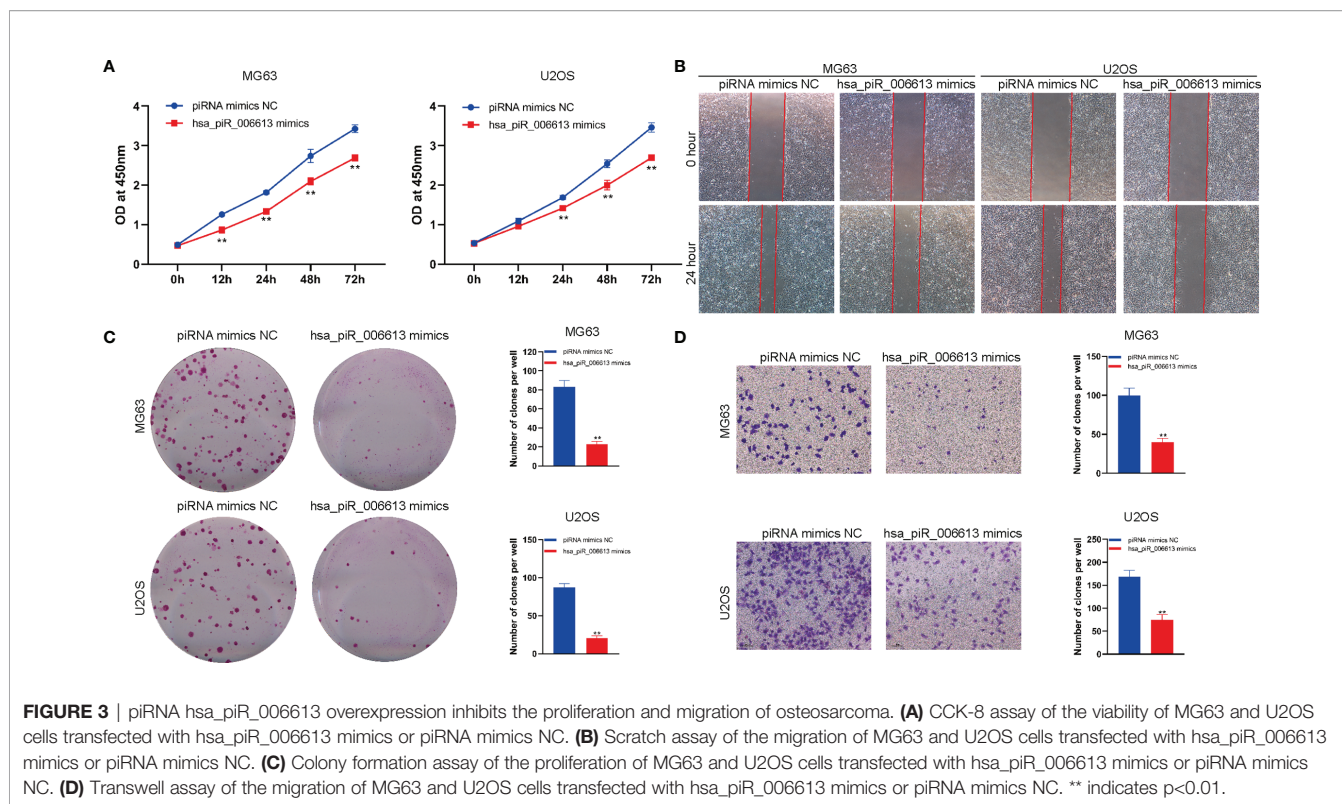 A
MG63
piRNA mimics NC
hsa_piR_006613 mimics
OD at 450nm
4
3
2
1
0
**
**
**
**
0h 12h 24h 48h 72h
U2OS
piRNA mimics NC
hsa_piR_006613 mimics
OD at 450nm
4
3
2
1
0
**
**
**
0h 12h 24h 48h 72h
B
MG63 U2OS
piRNA mimics NC hsa_piR_006613 mimics piRNA mimics NC hsa_piR_006613 mimics
0 hour
24 hour
C
piRNA mimics NC hsa_piR_006613 mimics
MG63
piRNA mimics NC hsa_piR_006613 mimics
U2OS
MG63
piRNA mimics NC
hsa_piR_006613 mimics
Number of clones per well
120
100
80
60
40
20
0
**
U2OS
piRNA mimics NC
hsa_piR_006613 mimics
Number of clones per well
150
100
50
0
**
D
piRNA mimics NC hsa_piR_006613 mimics
MG63
piRNA mimics NC hsa_piR_006613 mimics
U2OS
MG63
piRNA mimics NC
hsa_piR_006613 mimics
Number of clones per well
150
100
50
0
**
U2OS
piRNA mimics NC
hsa_piR_006613 mimics
Number of clones per well
250
200
150
100
50
0
**
FIGURE 3 | piRNA hsa_piR_006613 overexpression inhibits the proliferation and migration of osteosarcoma. (A) CCK-8 assay of the viability of MG63 and U2OS
cells transfected with hsa_piR_006613 mimics or piRNA mimics NC. (B) Scratch assay of the migration of MG63 and U2OS cells transfected with hsa_piR_006613
mimics or piRNA mimics NC. (C) Colony formation assay of the proliferation of MG63 and U2OS cells transfected with hsa_piR_006613 mimics or piRNA mimics
NC. (D) Transwell assay of the migration of MG63 and U2OS cells transfected with hsa_piR_006613 mimics or piRNA mimics NC. ** indicates p<0.01.